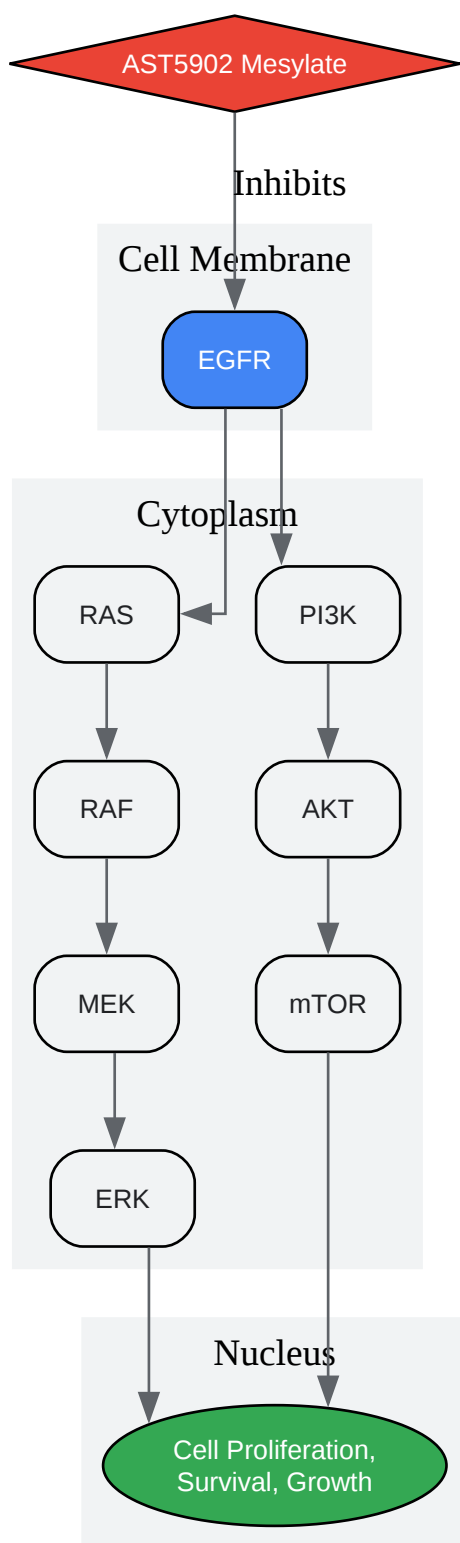 AST5902 Mesylate
Inhibits
Cell Membrane
EGFR
Cytoplasm
RAS
PI3K
RAF
AKT
MEK
mTOR
ERK
Nucleus
Cell Proliferation,
Survival, Growth